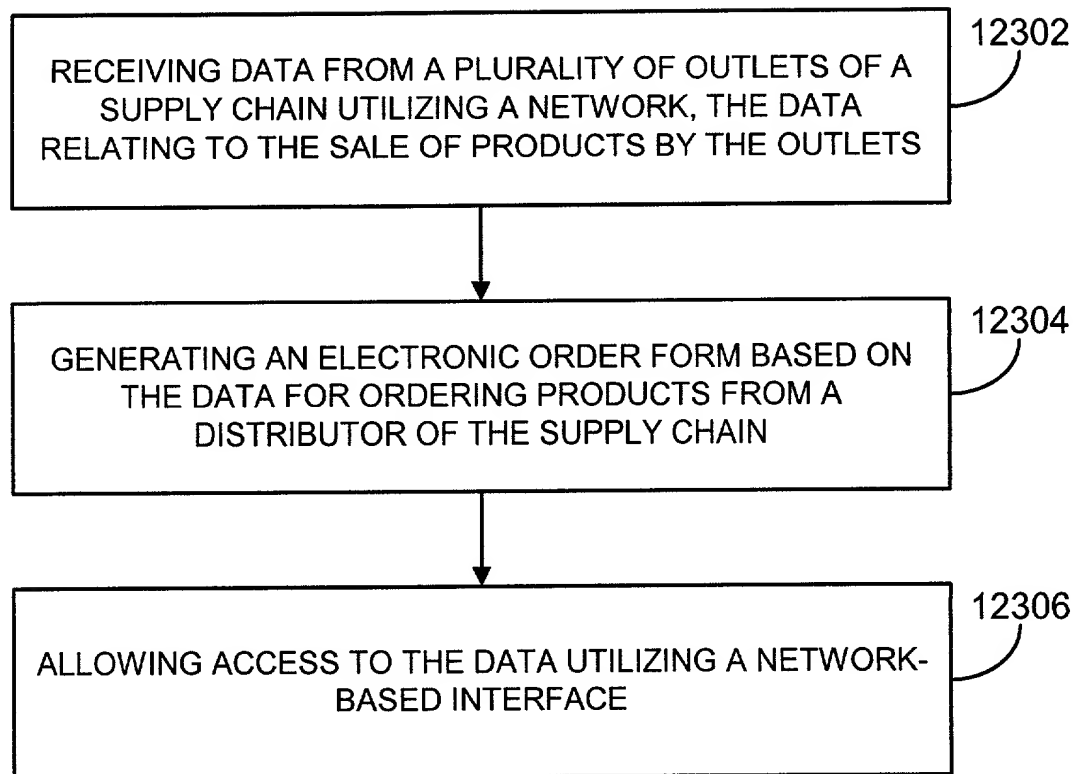 12302
RECEIVING DATA FROM A PLURALITY OF OUTLETS OF A
SUPPLY CHAIN UTILIZING A NETWORK, THE DATA
RELATING TO THE SALE OF PRODUCTS BY THE OUTLETS
12304
GENERATING AN ELECTRONIC ORDER FORM BASED ON
THE DATA FOR ORDERING PRODUCTS FROM A
DISTRIBUTOR OF THE SUPPLY CHAIN
12306
ALLOWING ACCESS TO THE DATA UTILIZING A NETWORK-
BASED INTERFACE